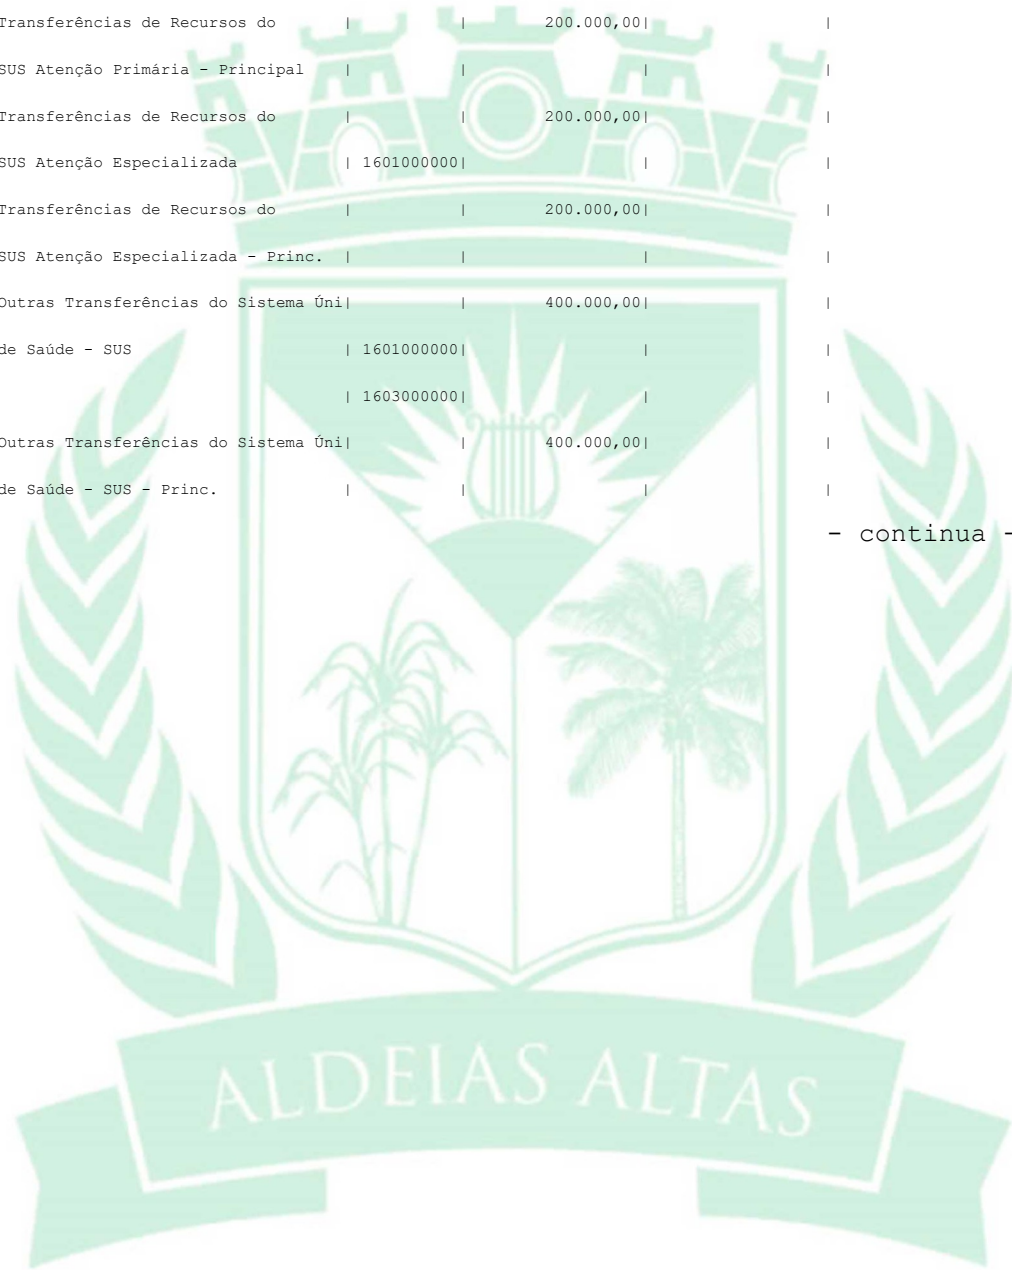 Transferências de Recursos do | | 200.000,00| |
SUS Atenção Primária - Principal | | | |
Transferências de Recursos do | | 200.000,00| |
SUS Atenção Especializada | 1601000000| | |
Transferências de Recursos do | | 200.000,00| |
SUS Atenção Especializada - Princ. | | | |
Outras Transferências do Sistema Úni| | 400.000,00| |
de Saúde - SUS | 1601000000| | |
| 1603000000| | |
Outras Transferências do Sistema Úni| | 400.000,00| |
de Saúde - SUS - Princ. | | | |
- continua -
ALDEIAS ALTAS